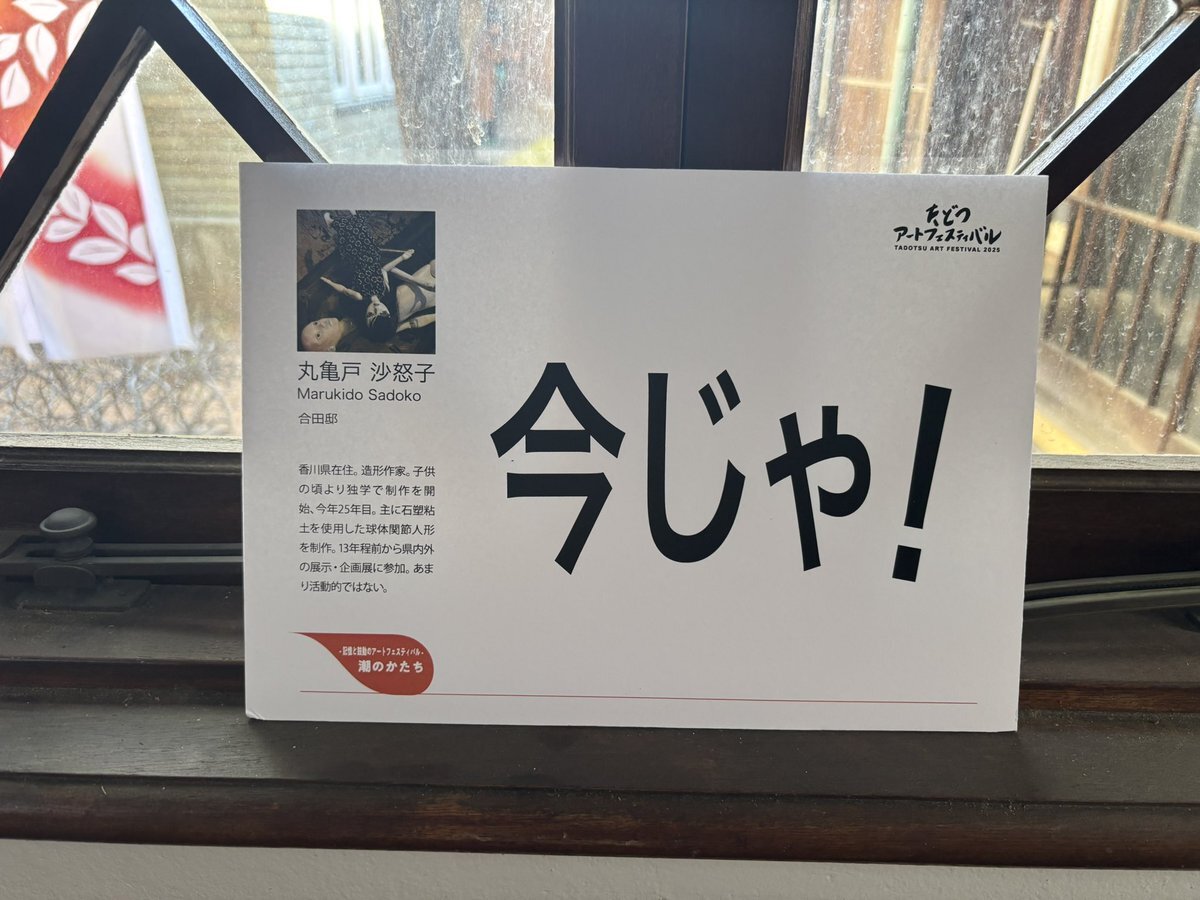 たどつ
アートフェスティバル
TADOTSU ART FESTIVAL 2025
丸亀戸 沙怒子
Marukido Sadoko
合田邸
香川県在住。造形作家。子供
の頃より独学で制作を開
始、今年25年目。主に石塑粘
土を使用した球体関節人形
を制作。13年程前から県内外
の展示・企画展に参加。あま
り活動的ではない。
今じゃ!
-記憶と鼓動のアートフェスティバル-
潮のかたち